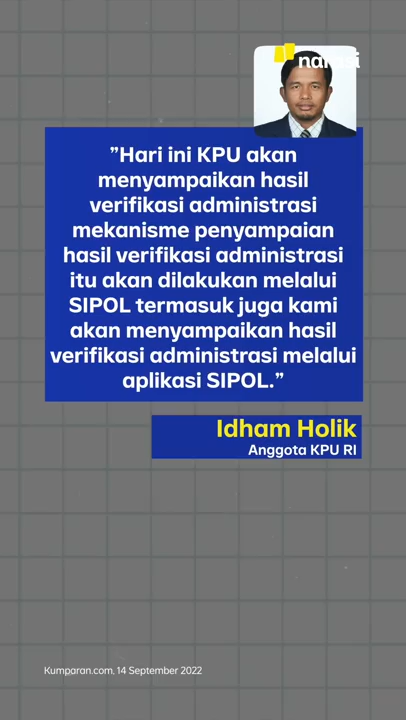 narasi
"Hari ini KPU akan
menyampaikan hasil
verifikasi administrasi
mekanisme penyampaian
hasil verifikasi administrasi
itu akan dilakukan melalui
SIPOL termasuk juga kami
akan menyampaikan hasil
verifikasi administrasi melalui
aplikasi SIPOL."
Idham Holik
Anggota KPU RI
Kumparan.com, 14 September 2022